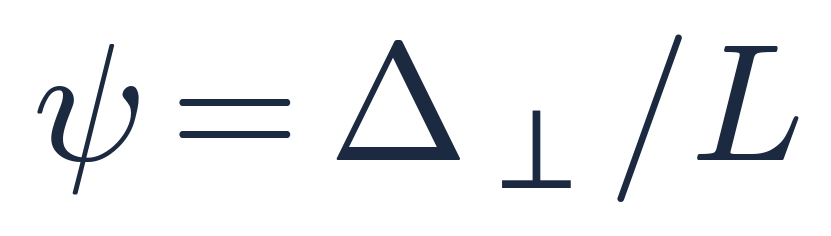 ψ = Δ⊥/L